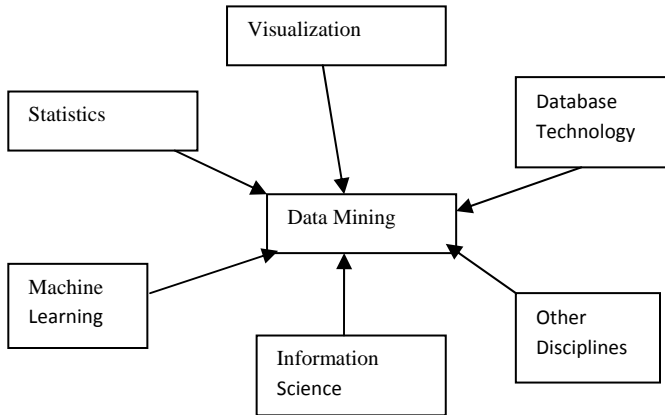 Visualization
Statistics
Database
Technology
Data Mining
Machine
Learning
Information
Science
Other
Disciplines